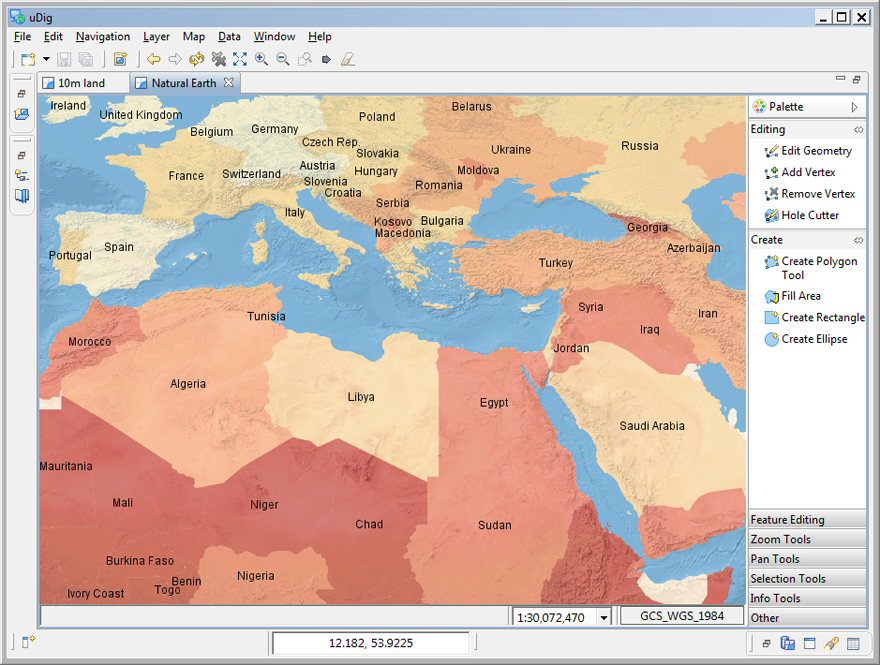 uDig
File Edit Navigation Layer Map Data Window Help
10m land
Natural Earth
Ireland
United Kingdom
Belgium
Germany
Poland
Belarus
Czech Rep.
Ukraine
Russia
France
Switzerland
Austria
Slovakia
Hungary
Moldova
Slovenia
Croatia
Romania
Italy
Serbia
Kosovo
Bulgaria
Macedonia
Georgia
Azerbaijan
Portugal
Spain
Turkey
Tunisia
Syria
Iran
Iraq
Morocco
Jordan
Algeria
Libya
Egypt
Saudi Arabia
Mauritania
Mali
Niger
Chad
Sudan
Burkina Faso
Benin
Nigeria
Ivory Coast
Togo
Palette
Editing
Edit Geometry
Add Vertex
Remove Vertex
Hole Cutter
Create
Create Polygon
Tool
Fill Area
Create Rectangle
Create Ellipse
Feature Editing
Zoom Tools
Pan Tools
Selection Tools
Info Tools
Other
1:30,072,470
GCS_WGS_1984
12.182, 53.9225